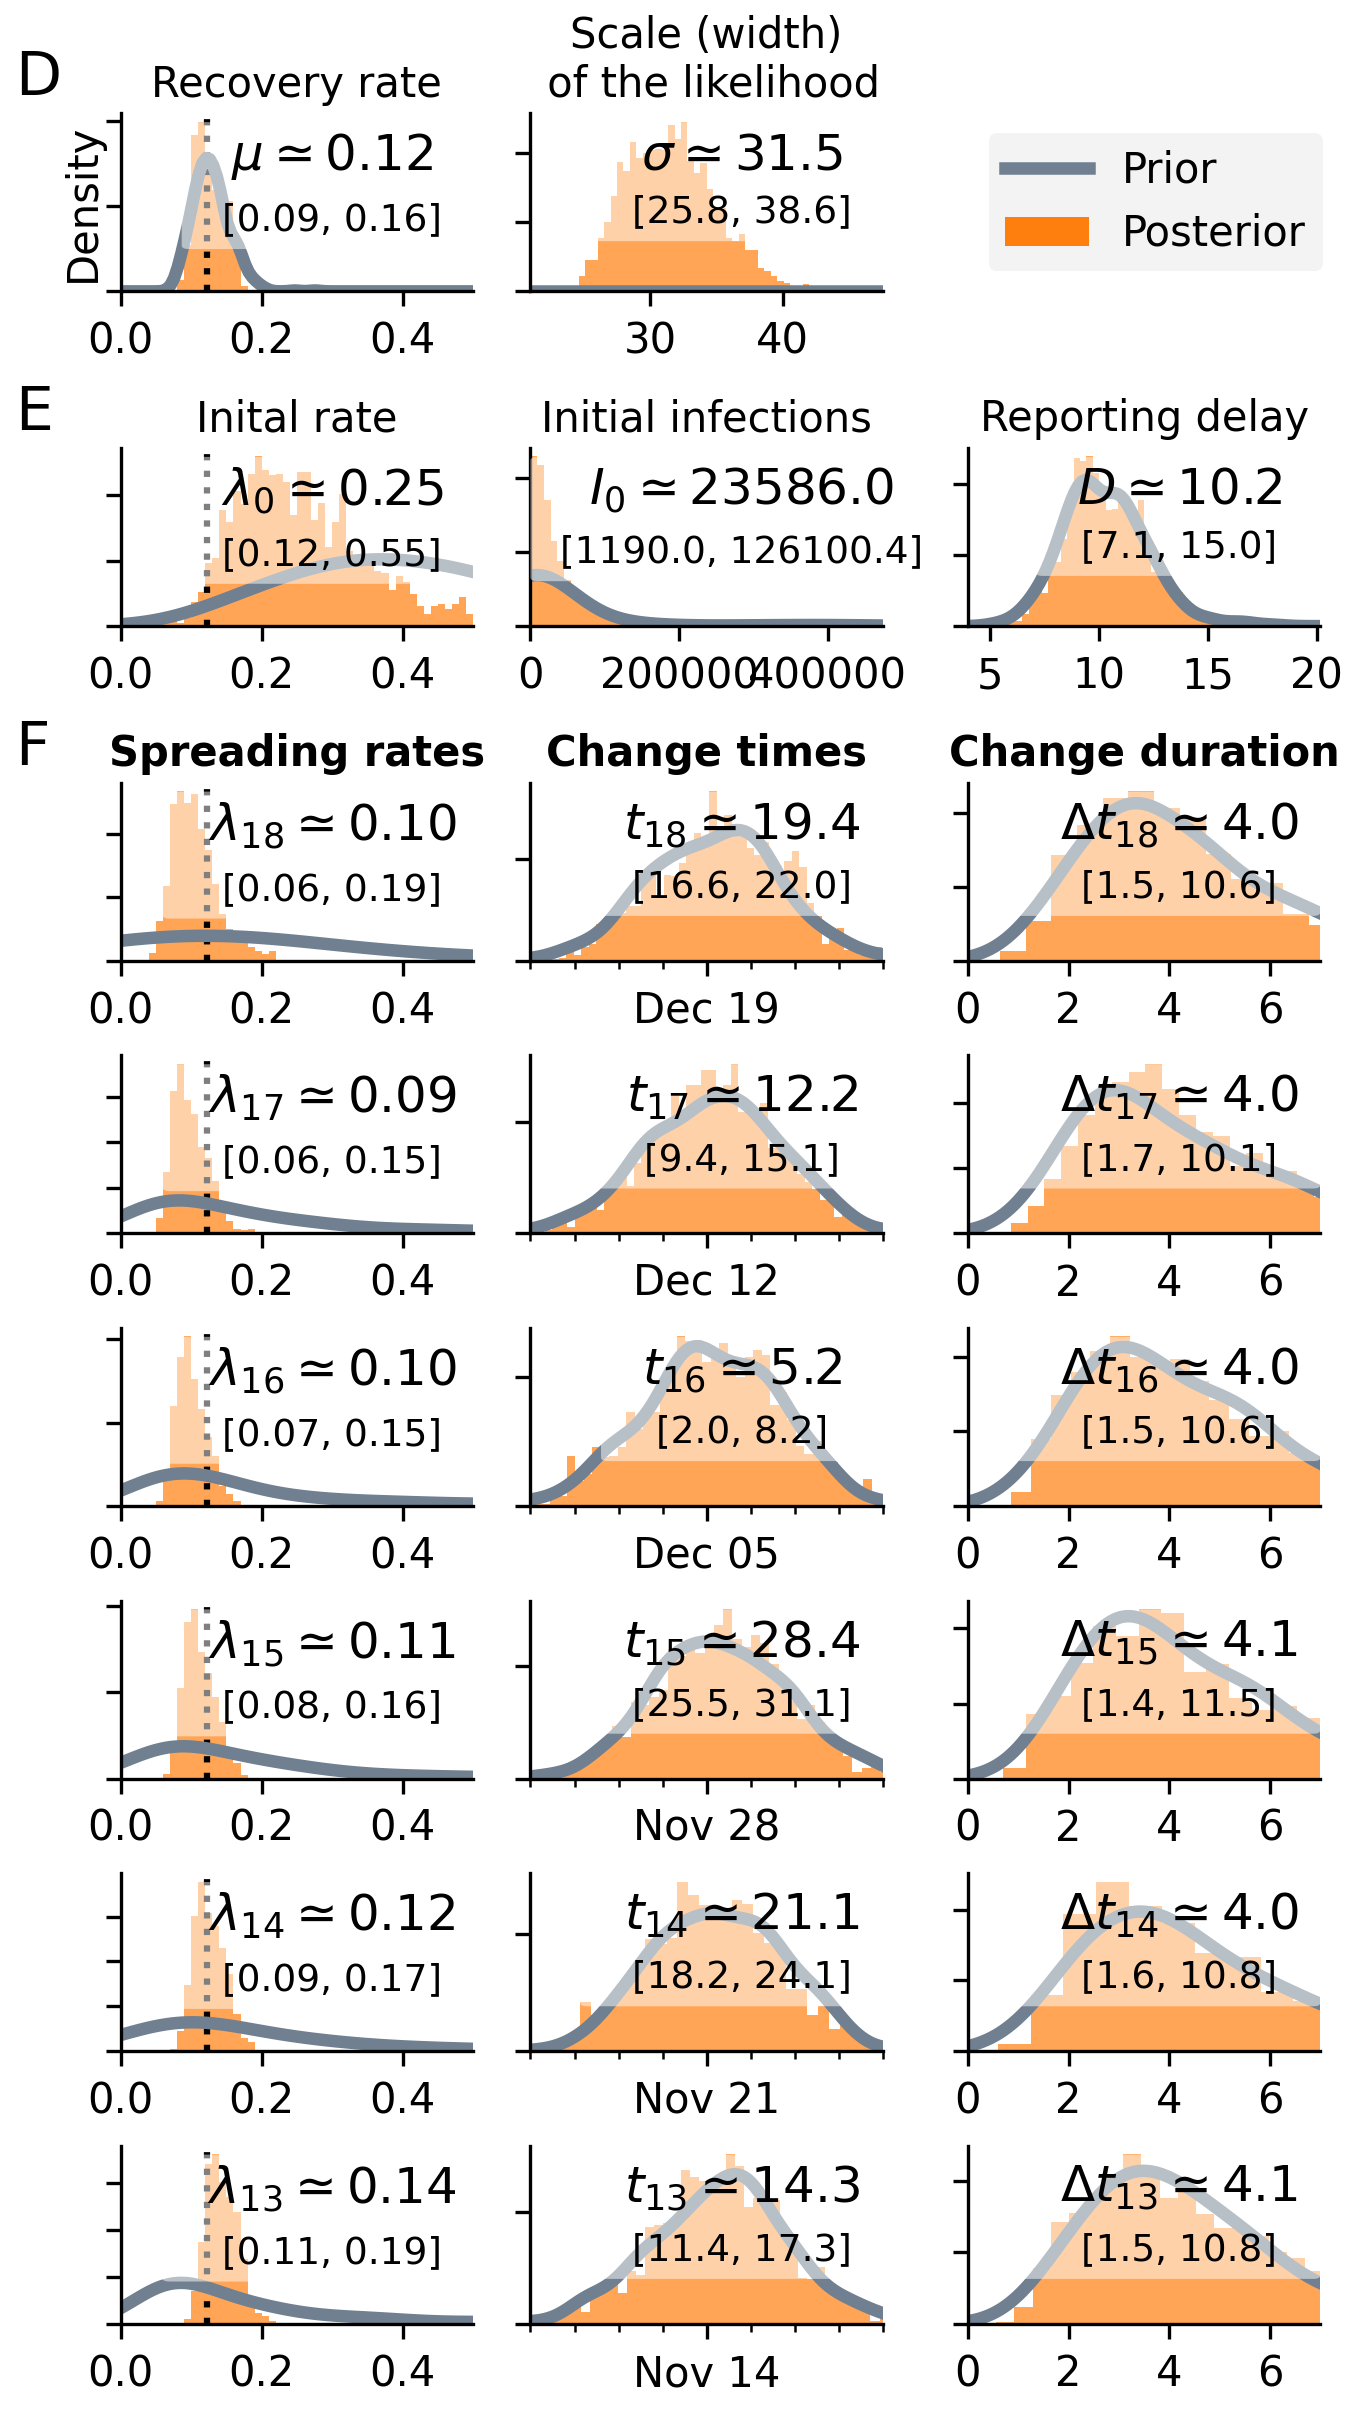 D
Recovery rate
Scale (width)
of the likelihood
Density
μ ≃ 0.12
[0.09, 0.16]
σ ≃ 31.5
[25.8, 38.6]
Prior
Posterior
0.0 0.2 0.4
30 40
E
Inital rate
Initial infections
Reporting delay
λ0 ≃ 0.25
[0.12, 0.55]
I0 ≃ 23586.0
[1190.0, 126100.4]
D ≃ 10.2
[7.1, 15.0]
0.0 0.2 0.4
0 200000 400000
5 10 15 20
F
Spreading rates
Change times
Change duration
λ18 ≃ 0.10
[0.06, 0.19]
t18 ≃ 19.4
[16.6, 22.0]
Δt18 ≃ 4.0
[1.5, 10.6]
0.0 0.2 0.4
Dec 19
0 2 4 6
λ17 ≃ 0.09
[0.06, 0.15]
t17 ≃ 12.2
[9.4, 15.1]
Δt17 ≃ 4.0
[1.7, 10.1]
0.0 0.2 0.4
Dec 12
0 2 4 6
λ16 ≃ 0.10
[0.07, 0.15]
t16 ≃ 5.2
[2.0, 8.2]
Δt16 ≃ 4.0
[1.5, 10.6]
0.0 0.2 0.4
Dec 05
0 2 4 6
λ15 ≃ 0.11
[0.08, 0.16]
t15 ≃ 28.4
[25.5, 31.1]
Δt15 ≃ 4.1
[1.4, 11.5]
0.0 0.2 0.4
Nov 28
0 2 4 6
λ14 ≃ 0.12
[0.09, 0.17]
t14 ≃ 21.1
[18.2, 24.1]
Δt14 ≃ 4.0
[1.6, 10.8]
0.0 0.2 0.4
Nov 21
0 2 4 6
λ13 ≃ 0.14
[0.11, 0.19]
t13 ≃ 14.3
[11.4, 17.3]
Δt13 ≃ 4.1
[1.5, 10.8]
0.0 0.2 0.4
Nov 14
0 2 4 6